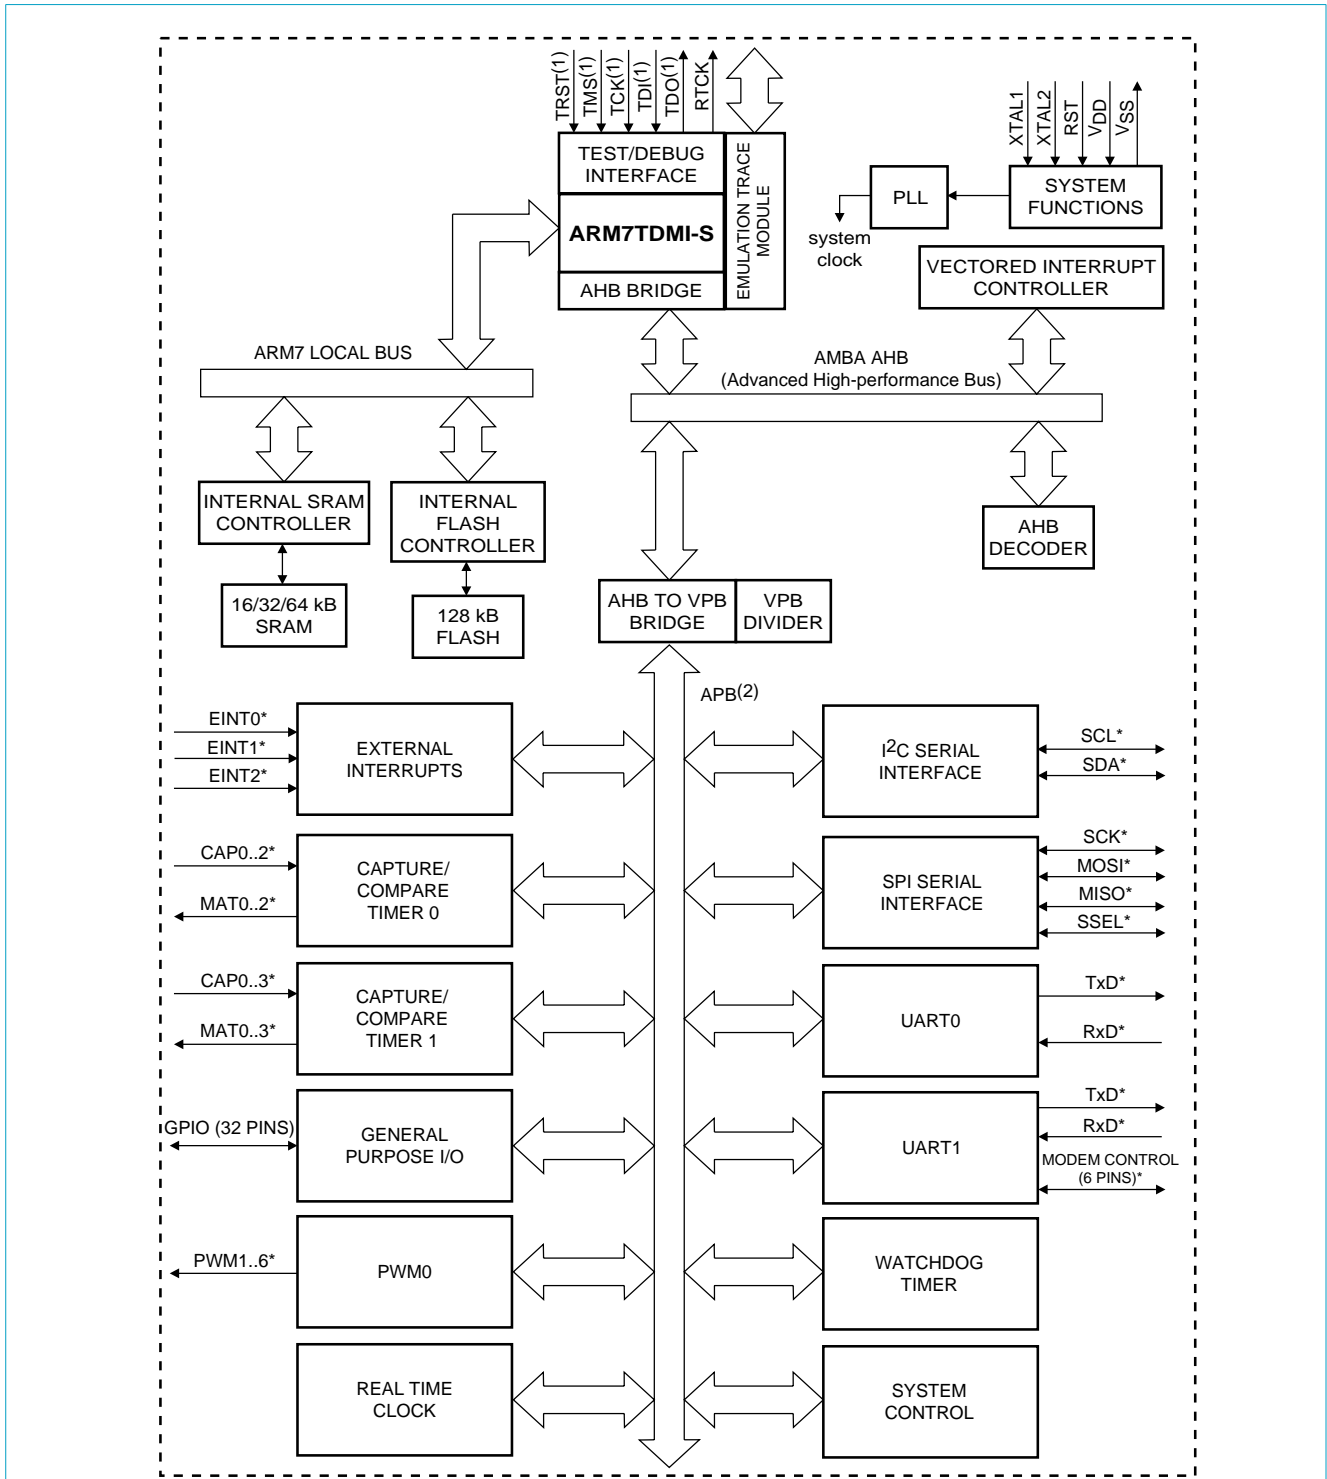 TRST(1)
TMS(1)
TCK(1)
TDI(1)
TDO(1)
RTCK
XTAL1
XTAL2
RST
VDD
VSS
TEST/DEBUG
INTERFACE
EMULATION TRACE
MODULE
PLL
SYSTEM
FUNCTIONS
ARM7TDMI-S
system
clock
VECTORED INTERRUPT
CONTROLLER
AHB BRIDGE
ARM7 LOCAL BUS
AMBA AHB
(Advanced High-performance Bus)
INTERNAL SRAM
CONTROLLER
INTERNAL
FLASH
CONTROLLER
AHB
DECODER
16/32/64 kB
SRAM
128 kB
FLASH
AHB TO VPB
BRIDGE
VPB
DIVIDER
APB(2)
EINT0*
EINT1*
EINT2*
EXTERNAL
INTERRUPTS
I2C SERIAL
INTERFACE
SCL*
SDA*
CAP0..2*
MAT0..2*
CAPTURE/
COMPARE
TIMER 0
SPI SERIAL
INTERFACE
SCK*
MOSI*
MISO*
SSEL*
CAP0..3*
MAT0..3*
CAPTURE/
COMPARE
TIMER 1
UART0
TxD*
RxD*
GPIO (32 PINS)
GENERAL
PURPOSE I/O
UART1
TxD*
RxD*
MODEM CONTROL
(6 PINS)*
PWM1..6*
PWM0
WATCHDOG
TIMER
REAL TIME
CLOCK
SYSTEM
CONTROL